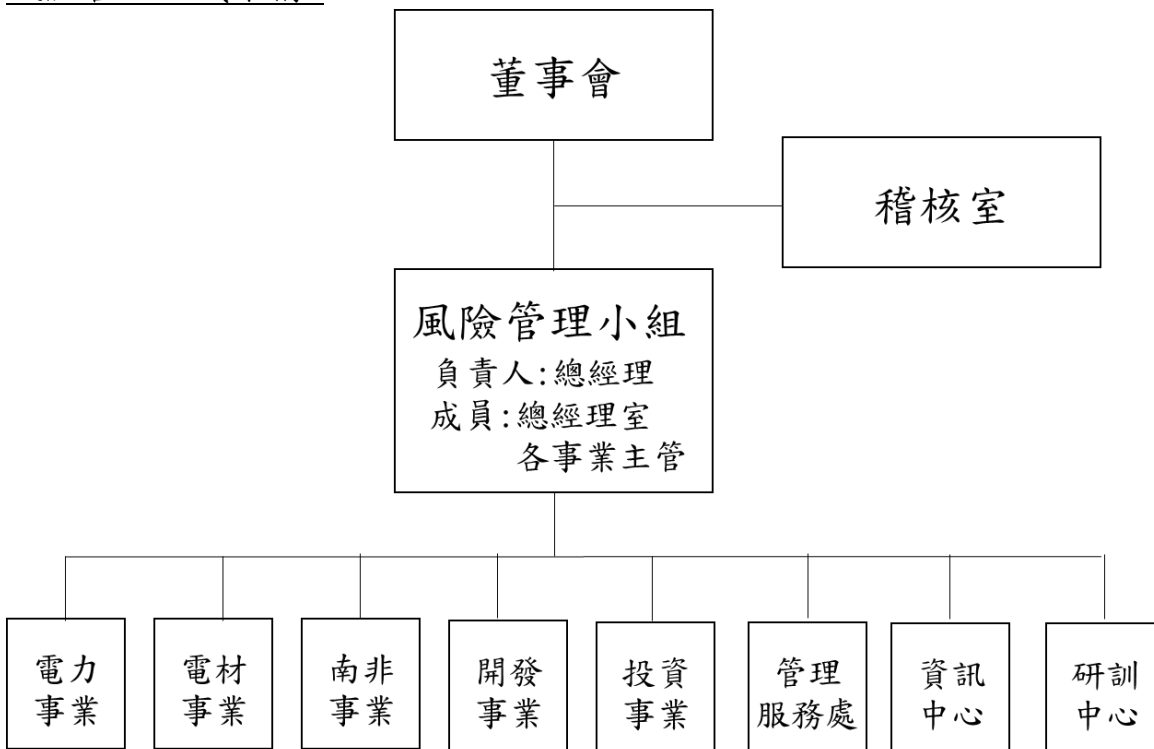 董事會
稽核室
風險管理小組
負責人:總經理
成員:總經理室
各事業主管
電力
事業
電材
事業
南非
事業
開發
事業
投資
事業
管理
服務處
資訊
中心
研訓
中心